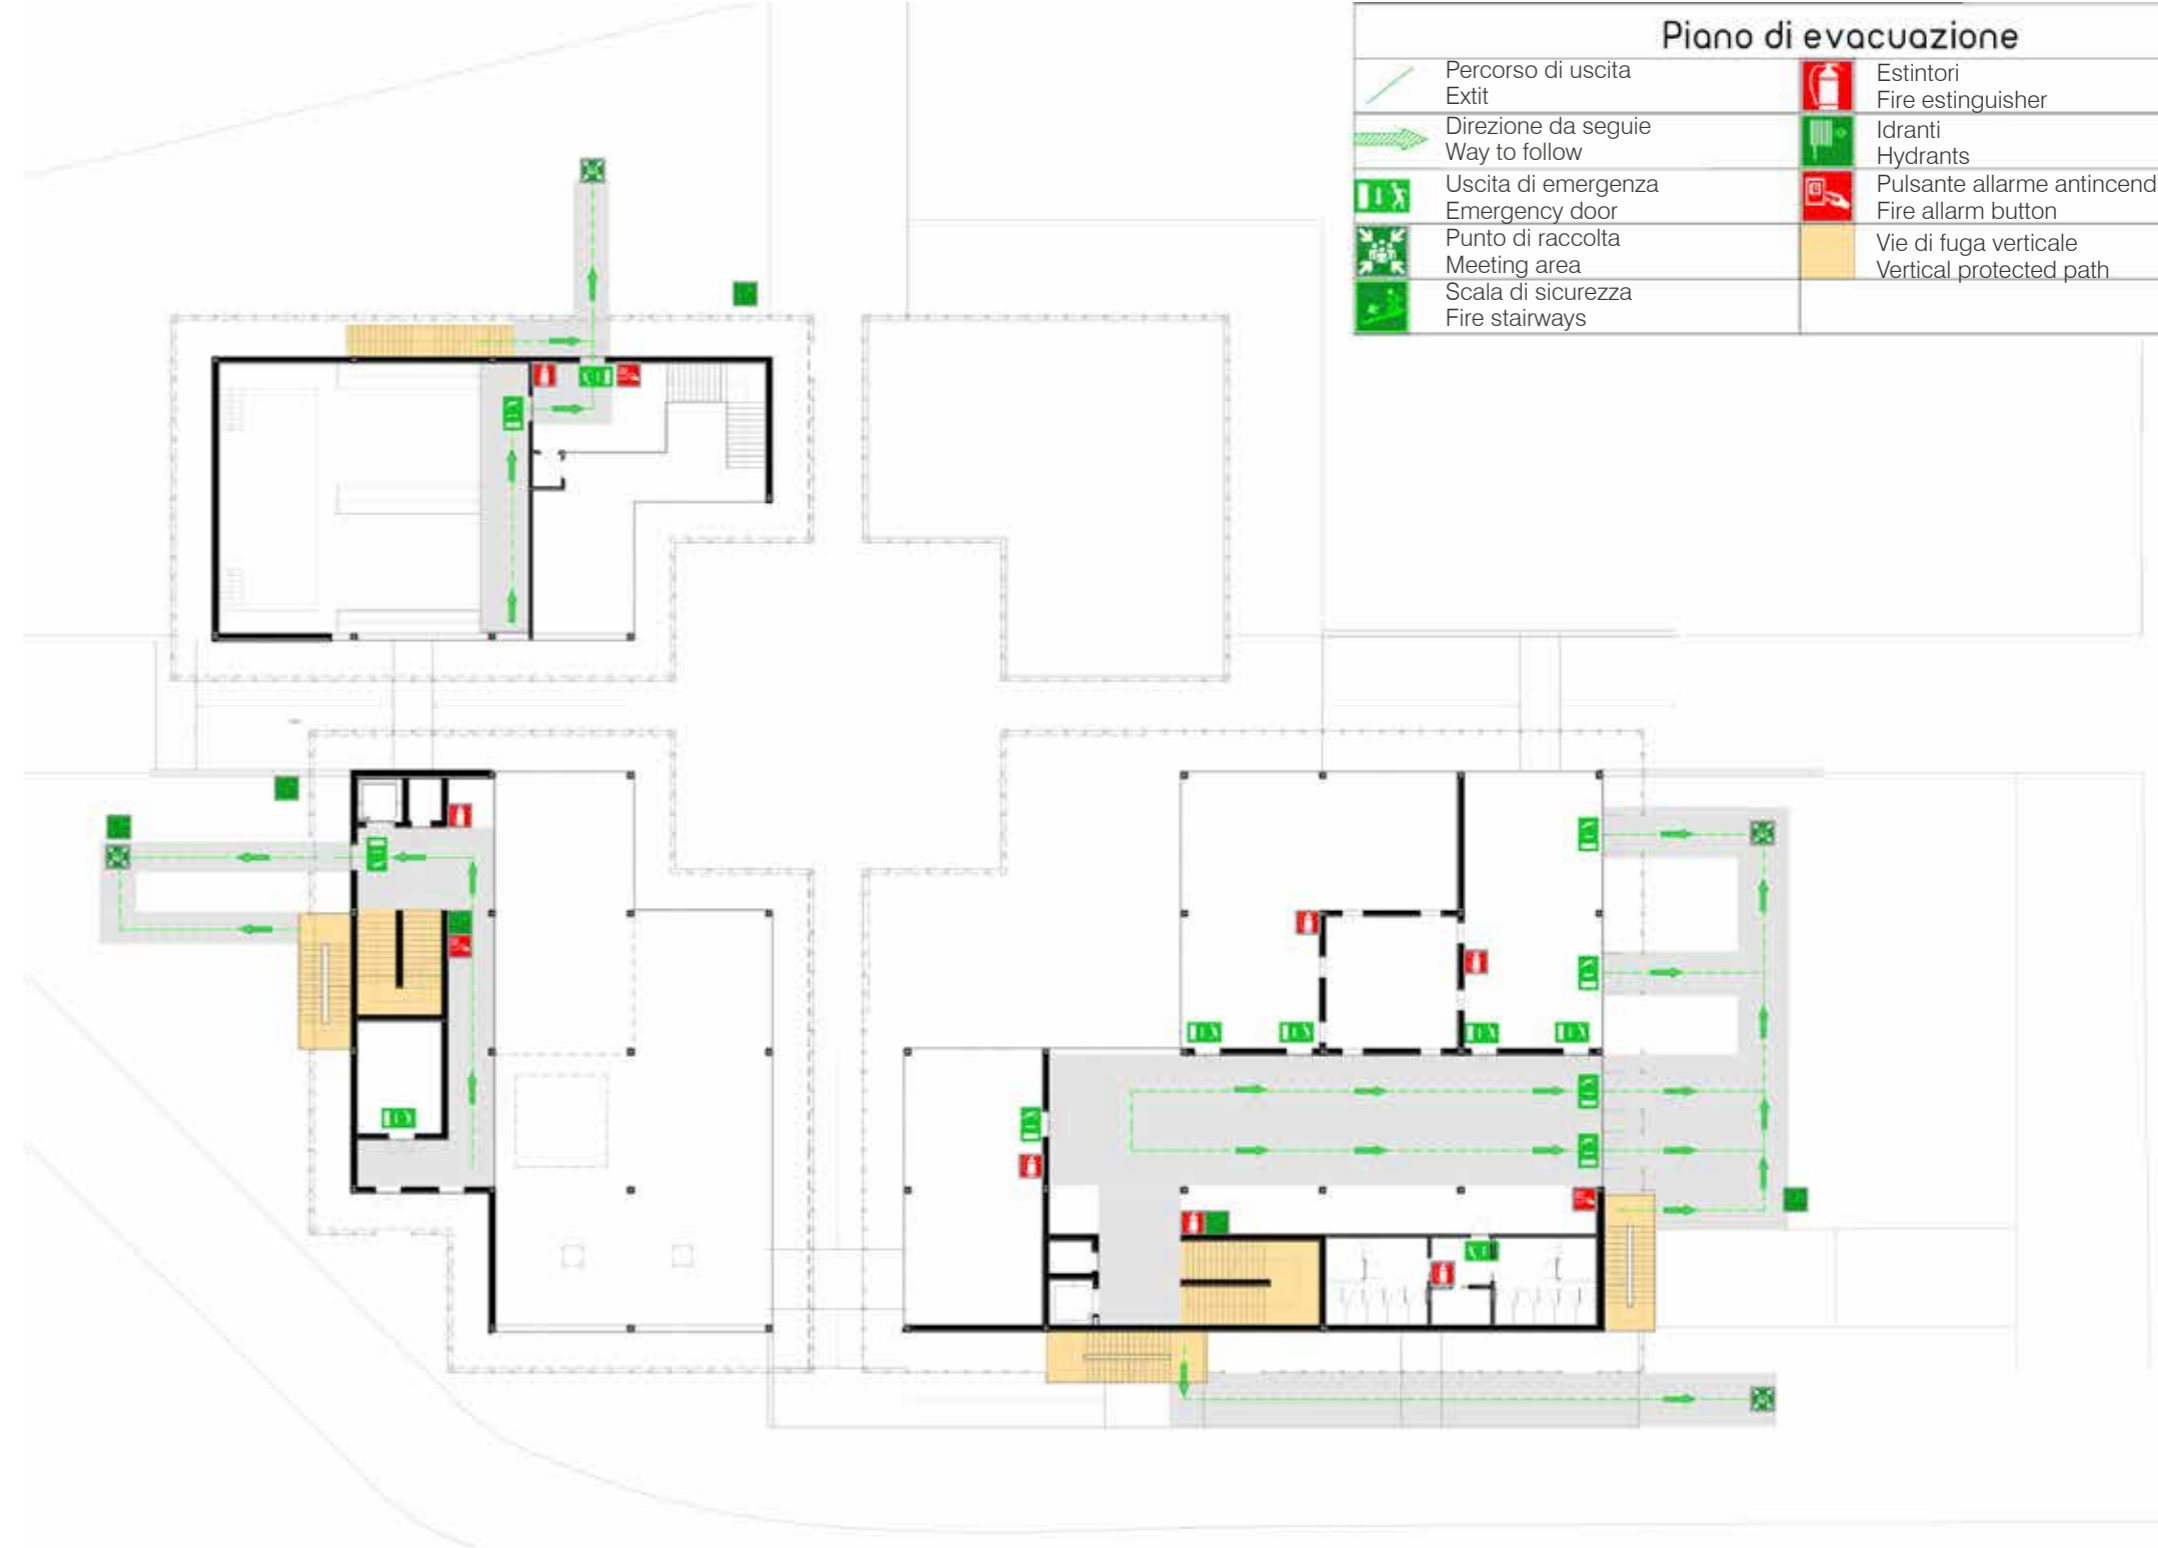 Piano di evacuazione
Percorso di uscita
Extit
Direzione da seguie
Way to follow
Uscita di emergenza
Emergency door
Punto di raccolta
Meeting area
Scala di sicurezza
Fire stairways
Estintori
Fire estinguisher
Idranti
Hydrants
Pulsante allarme antincend
Fire allarm button
Vie di fuga verticale
Vertical protected path